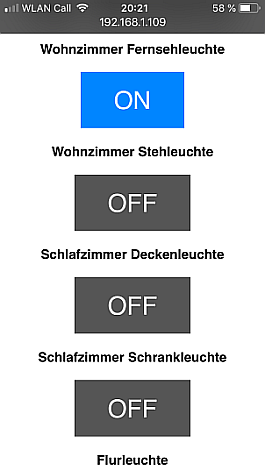 WLAN Call 20:21 58 %
192.168.1.109
Wohnzimmer Fernsehleuchte
ON
Wohnzimmer Stehleuchte
OFF
Schlafzimmer Deckenleuchte
OFF
Schlafzimmer Schrankleuchte
OFF
Flurleuchte